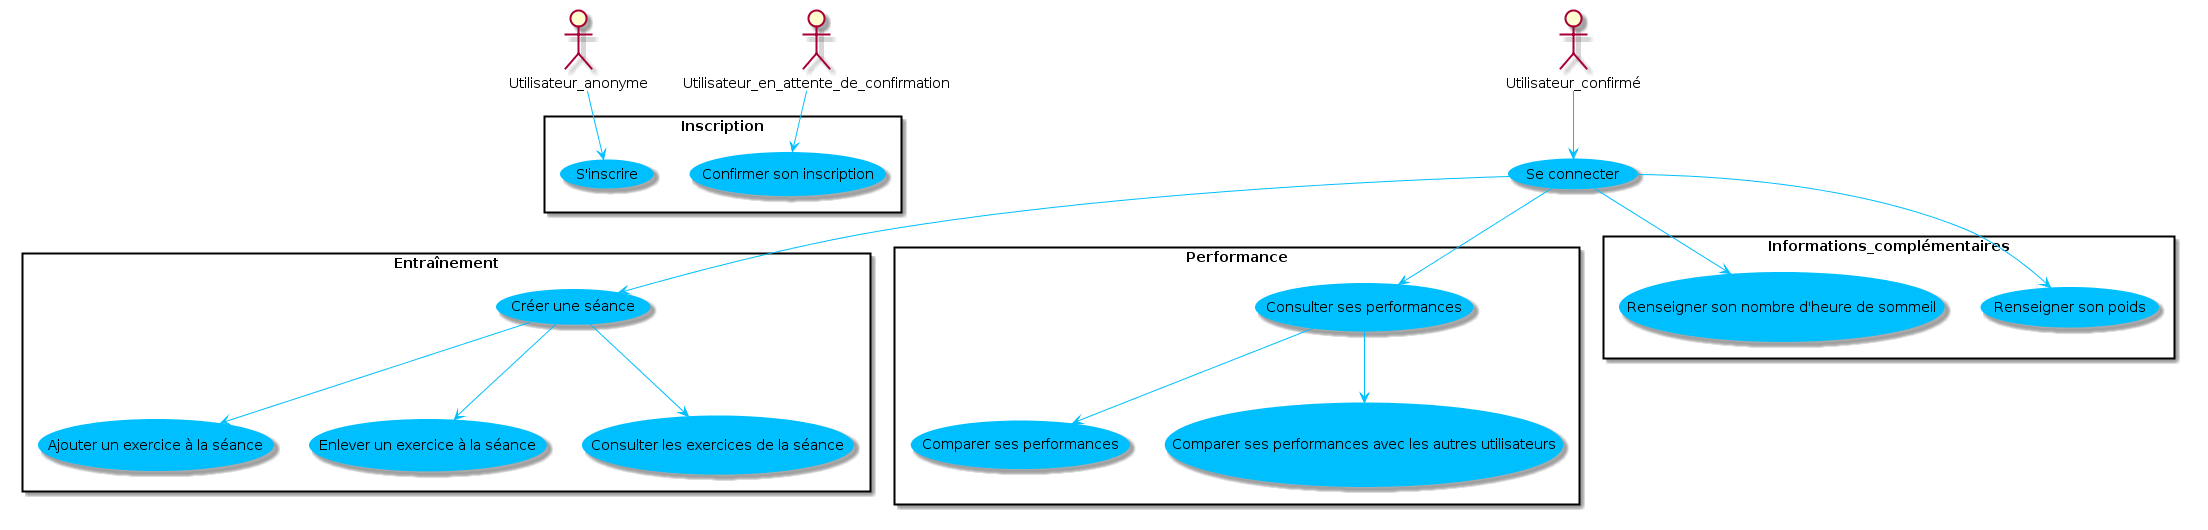 Utilisateur_anonyme
Utilisateur_en_attente_de_confirmation
Utilisateur_confirmé
Inscription
S'inscrire
Confirmer son inscription
Se connecter
Entraînement
Performance
Informations_complémentaires
Créer une séance
Consulter ses performances
Renseigner son nombre d'heure de sommeil
Renseigner son poids
Ajouter un exercice à la séance
Enlever un exercice à la séance
Consulter les exercices de la séance
Comparer ses performances
Comparer ses performances avec les autres utilisateurs